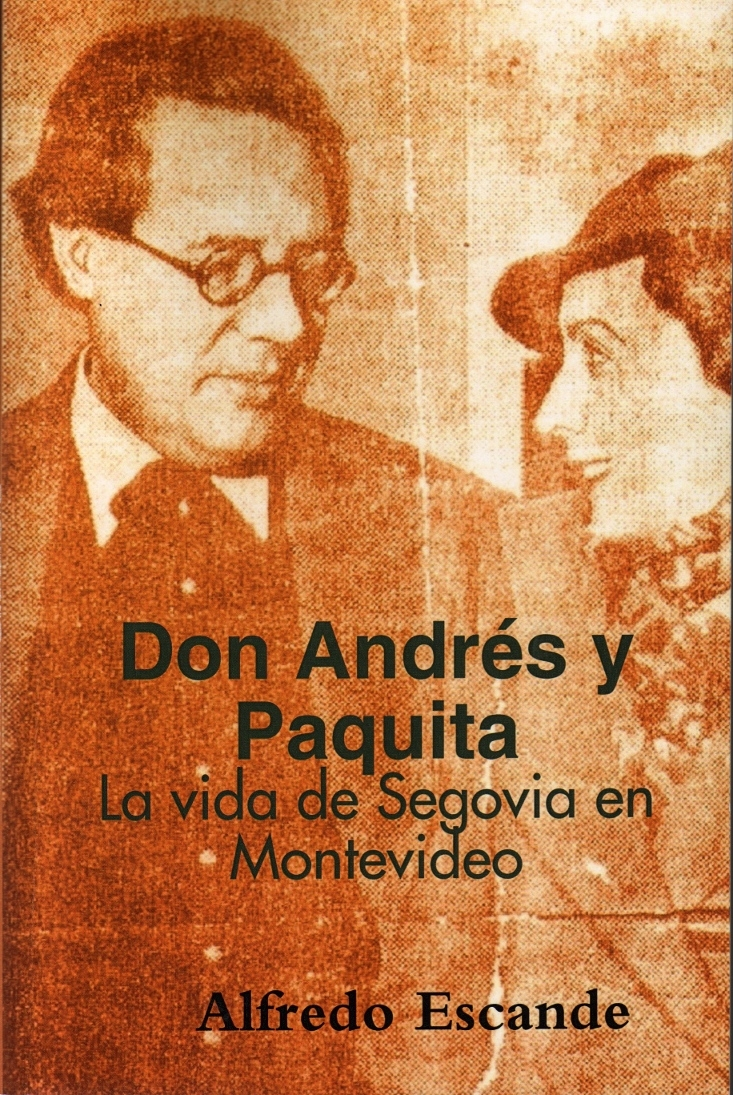 Don Andrés y
Paquita
La vida de Segovia en
Montevideo
Alfredo Escande